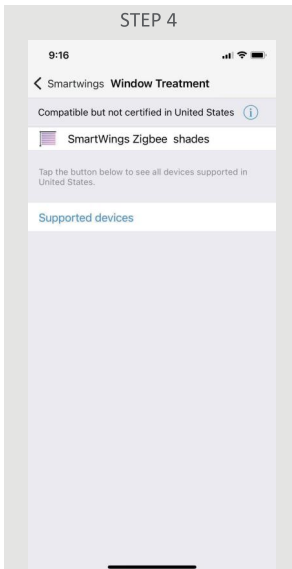 STEP 4
9:16
Smartwings Window Treatment
Compatible but not certified in United States
SmartWings Zigbee shades
Tap the button below to see all devices supported in
United States.
Supported devices